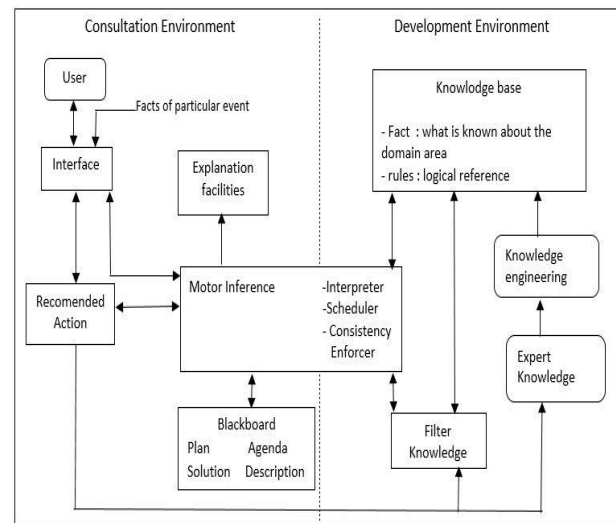 Consultation Environment
Development Environment
User
Facts of particular event
Interface
Explanation
facilities
Recomended
Action
Motor Inference
-Interpreter
-Scheduler
- Consistency
Enforcer
Blackboard
Plan Agenda
Solution Description
Knowlodge base
- Fact : what is known about the
domain area
- rules : logical reference
Knowledge
engineering
Expert
Knowledge
Filter
Knowledge